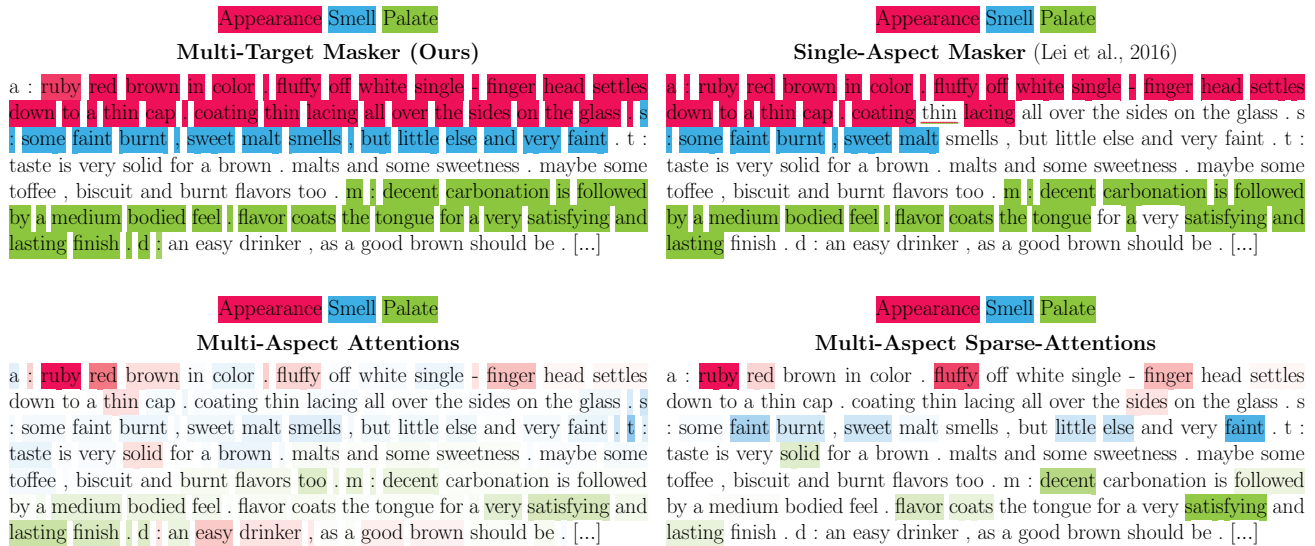 Appearance Smell Palate
Multi-Target Masker (Ours)
a : ruby red brown in color . fluffy off white single - finger head settles
down to a thin cap . coating thin lacing all over the sides on the glass . s
: some faint burnt , sweet malt smells , but little else and very faint . t :
taste is very solid for a brown . malts and some sweetness . maybe some
toffee , biscuit and burnt flavors too . m : decent carbonation is followed
by a medium bodied feel . flavor coats the tongue for a very satisfying and
lasting finish . d : an easy drinker , as a good brown should be . [...]
Appearance Smell Palate
Single-Aspect Masker (Lei et al., 2016)
a : ruby red brown in color . fluffy off white single - finger head settles
down to a thin cap . coating thin lacing all over the sides on the glass . s
: some faint burnt , sweet malt smells , but little else and very faint . t :
taste is very solid for a brown . malts and some sweetness . maybe some
toffee , biscuit and burnt flavors too . m : decent carbonation is followed
by a medium bodied feel . flavor coats the tongue for a very satisfying and
lasting finish . d : an easy drinker , as a good brown should be . [...]
Appearance Smell Palate
Multi-Aspect Attentions
a : ruby red brown in color . fluffy off white single - finger head settles
down to a thin cap . coating thin lacing all over the sides on the glass . s
: some faint burnt , sweet malt smells , but little else and very faint . t :
taste is very solid for a brown . malts and some sweetness . maybe some
toffee , biscuit and burnt flavors too . m : decent carbonation is followed
by a medium bodied feel . flavor coats the tongue for a very satisfying and
lasting finish . d : an easy drinker , as a good brown should be . [...]
Appearance Smell Palate
Multi-Aspect Sparse-Attentions
a : ruby red brown in color . fluffy off white single - finger head settles
down to a thin cap . coating thin lacing all over the sides on the glass . s
: some faint burnt , sweet malt smells , but little else and very faint . t :
taste is very solid for a brown . malts and some sweetness . maybe some
toffee , biscuit and burnt flavors too . m : decent carbonation is followed
by a medium bodied feel . flavor coats the tongue for a very satisfying and
lasting finish . d : an easy drinker , as a good brown should be . [...]